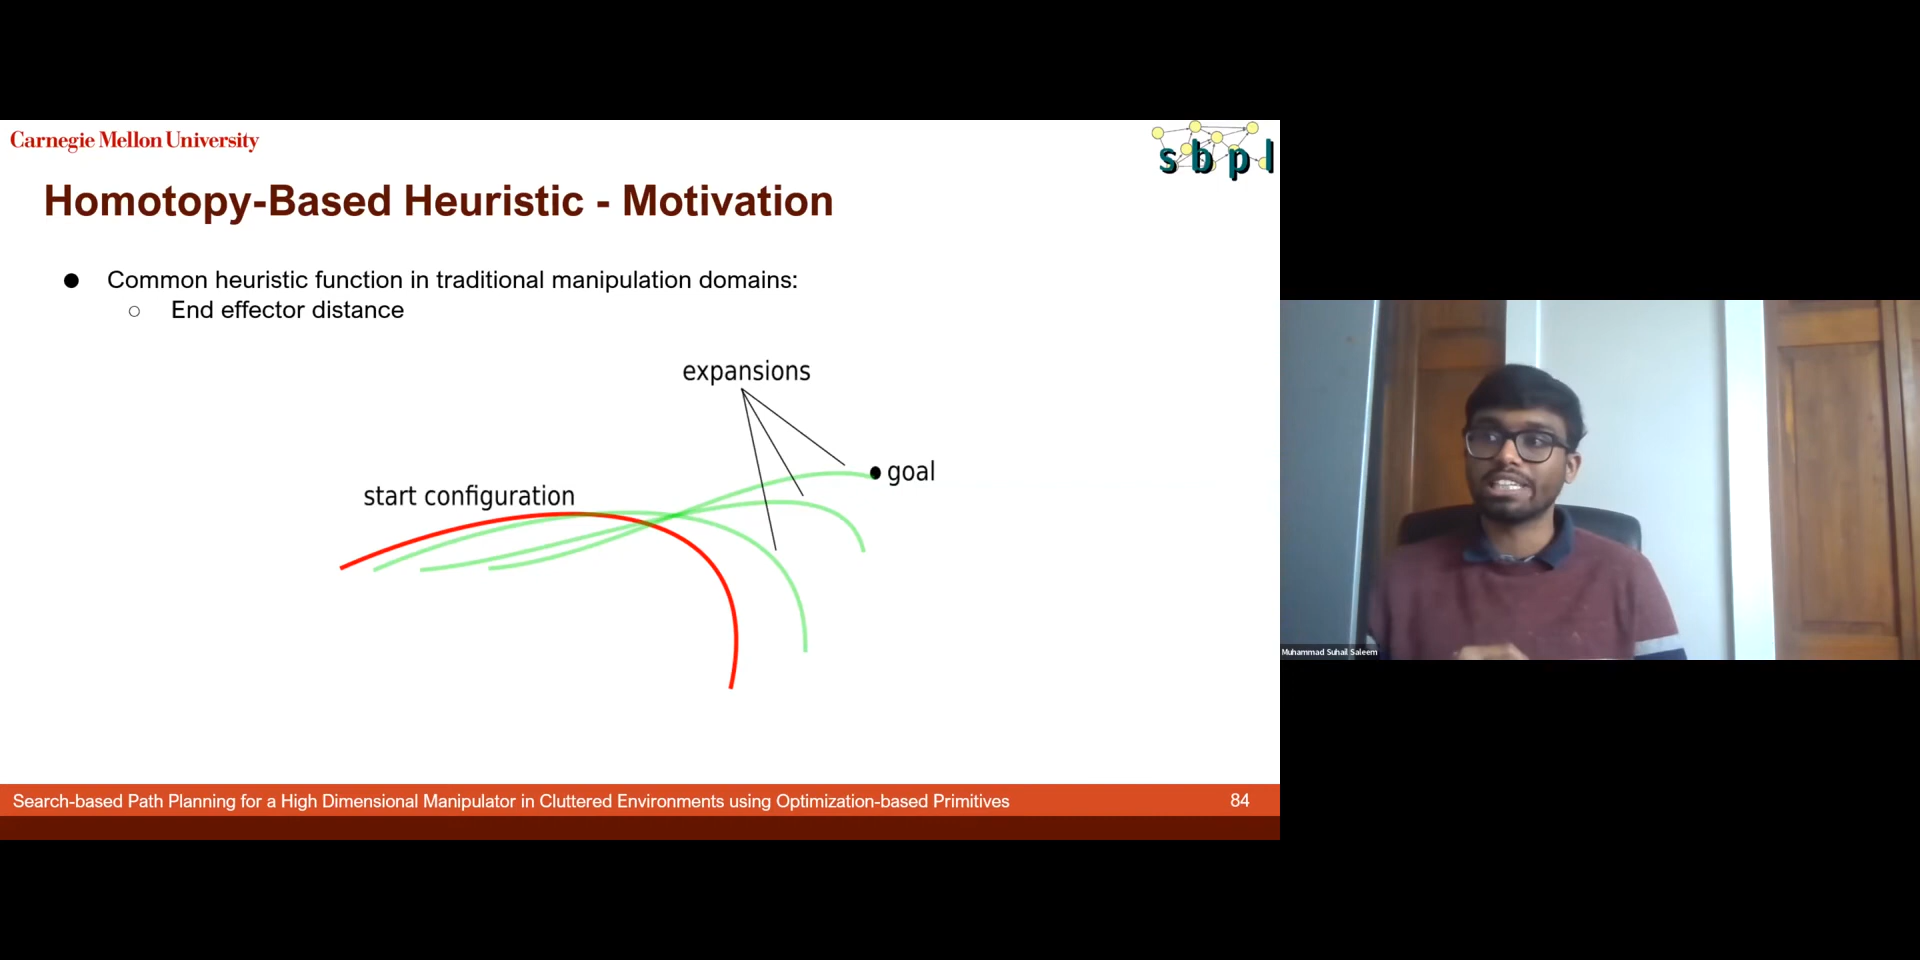 Carnegie Mellon University
sbpl
Homotopy-Based Heuristic - Motivation
● Common heuristic function in traditional manipulation domains:
○ End effector distance
expansions
goal
start configuration
Muhammad Suhail Saleem
Search-based Path Planning for a High Dimensional Manipulator in Cluttered Environments using Optimization-based Primitives
84